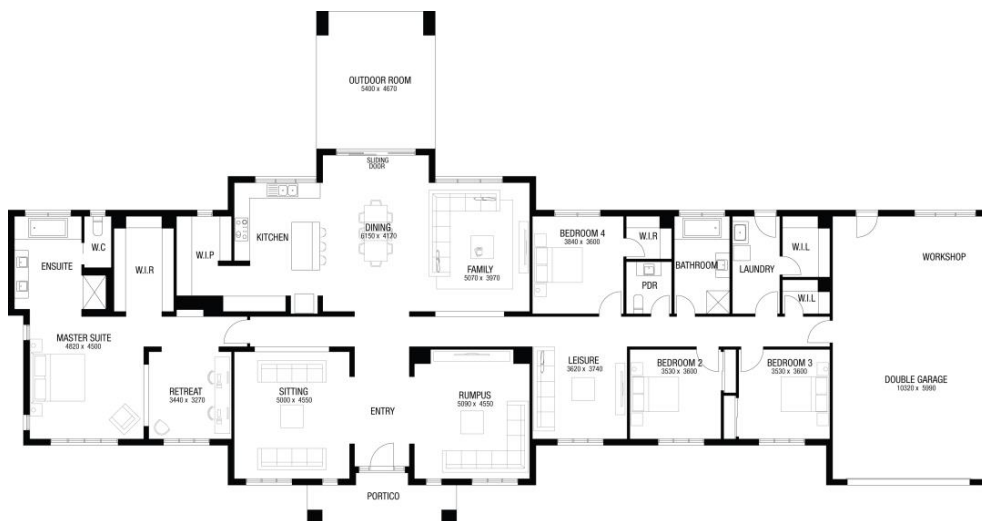 OUTDOOR ROOM
5400 x 4670
SLIDING
DOOR
DINING
6150 x 4170
KITCHEN
FAMILY
5070 x 3970
W.C
ENSUITE
W.I.R
W.I.P
BEDROOM 4
3840 x 3600
W.I.R
PDR
BATHROOM
LAUNDRY
W.I.L
W.I.L
WORKSHOP
MASTER SUITE
4620 x 4500
RETREAT
3440 x 3270
SITTING
5000 x 4550
ENTRY
RUMPUS
5090 x 4550
LEISURE
3620 x 3740
BEDROOM 2
3530 x 3600
BEDROOM 3
3530 x 3600
DOUBLE GARAGE
10320 x 5990
PORTICO